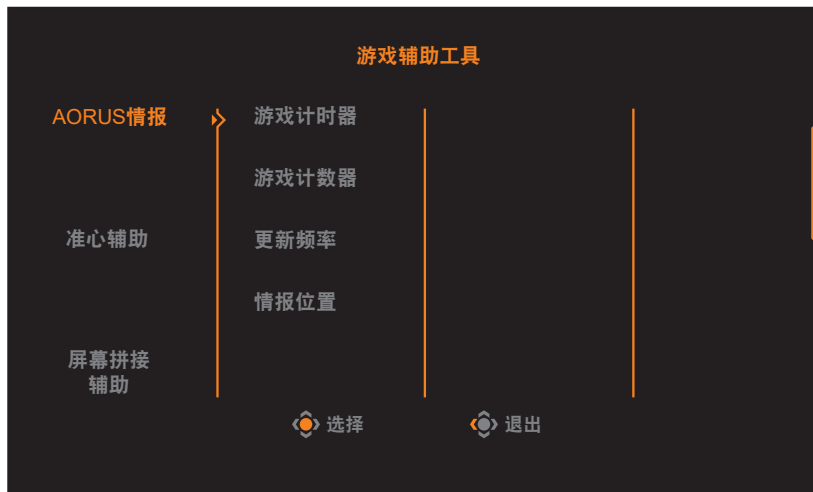 游戏辅助工具
AORUS情报
游戏计时器
游戏计数器
准心辅助
更新频率
情报位置
屏幕拼接
辅助
选择
退出